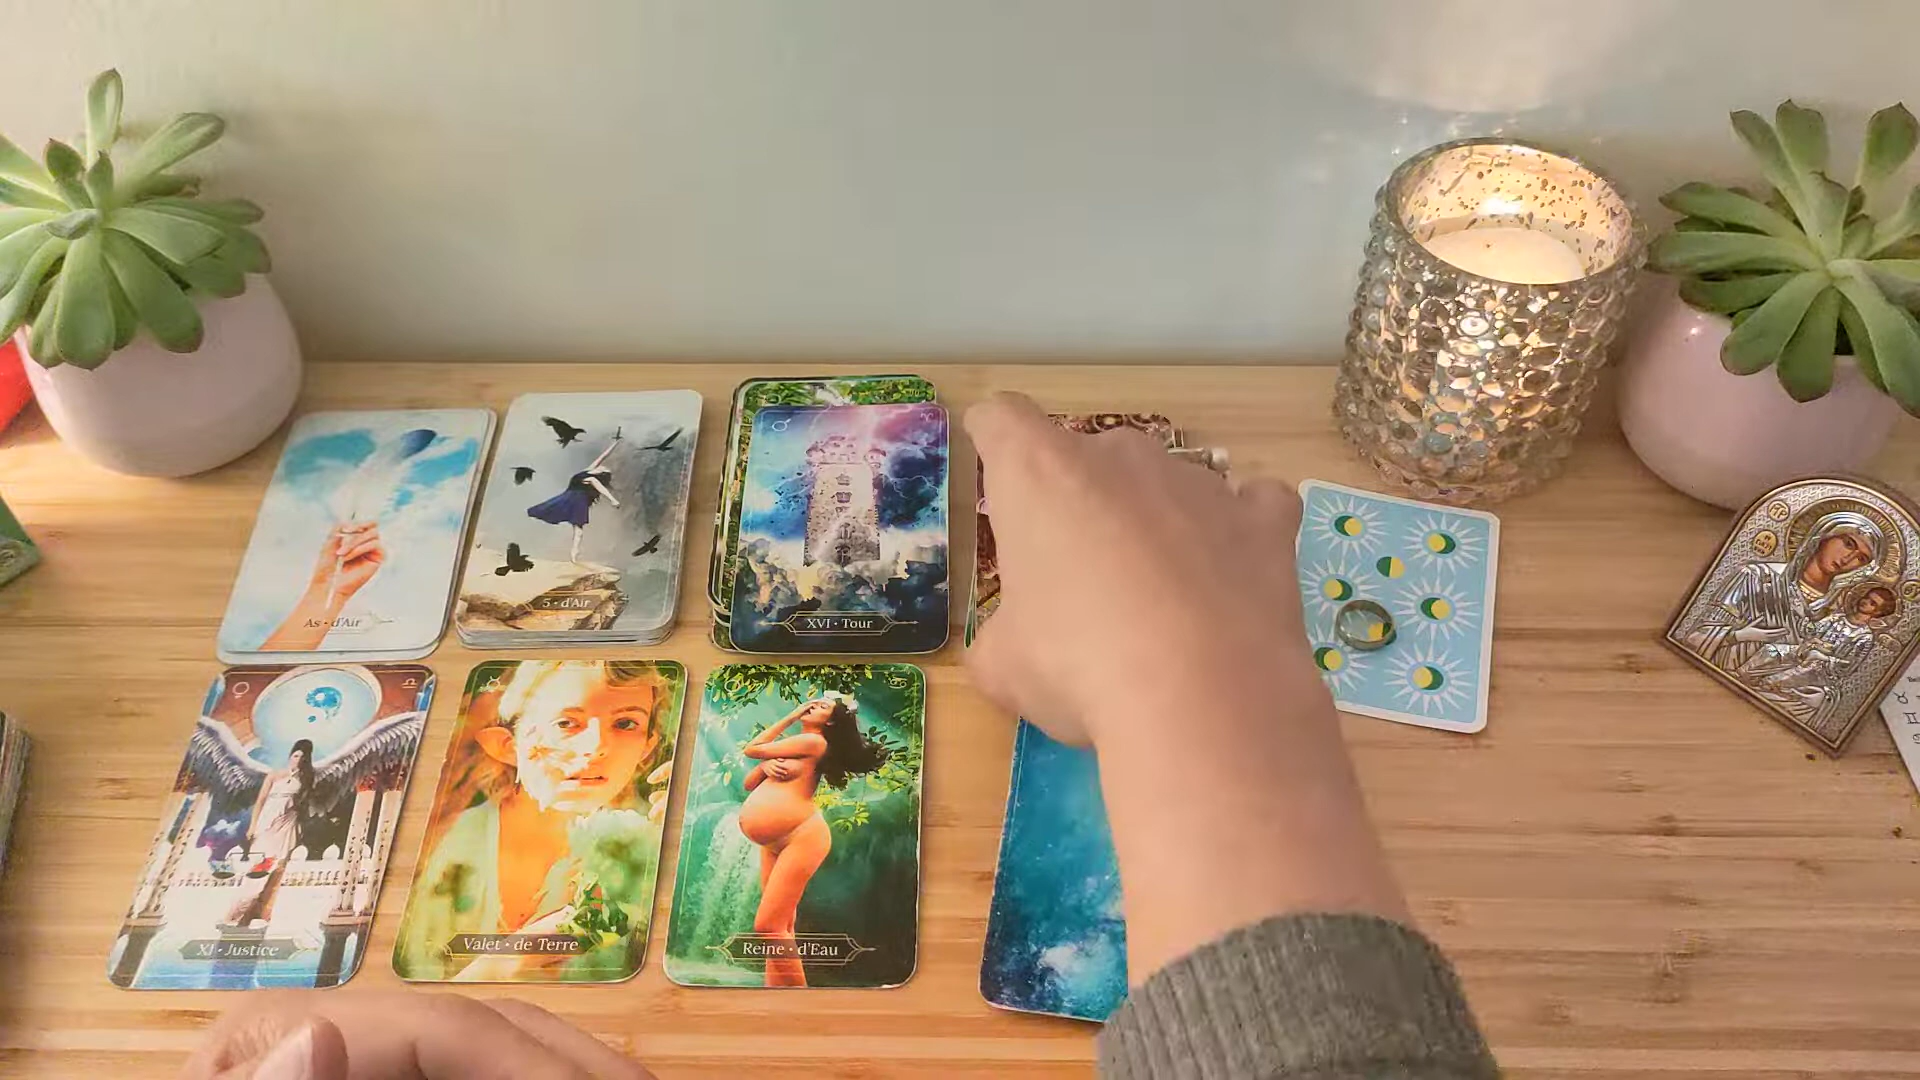 As • d'Air
5 • d'Air
XVI • Tour
XI • Justice
Valet • de Terre
Reine • d'Eau